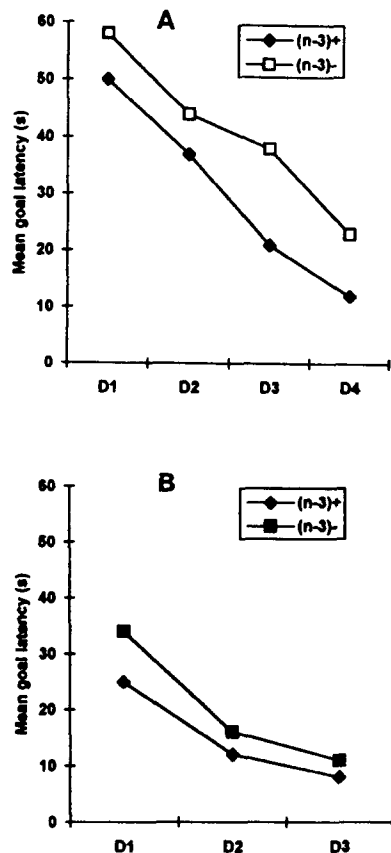 A
(n-3)+
(n-3)-
Mean goal latency (s)
60
50
40
30
20
10
0
D1 D2 D3 D4
B
(n-3)+
(n-3)-
Mean goal latency (s)
60
50
40
30
20
10
0
D1 D2 D3